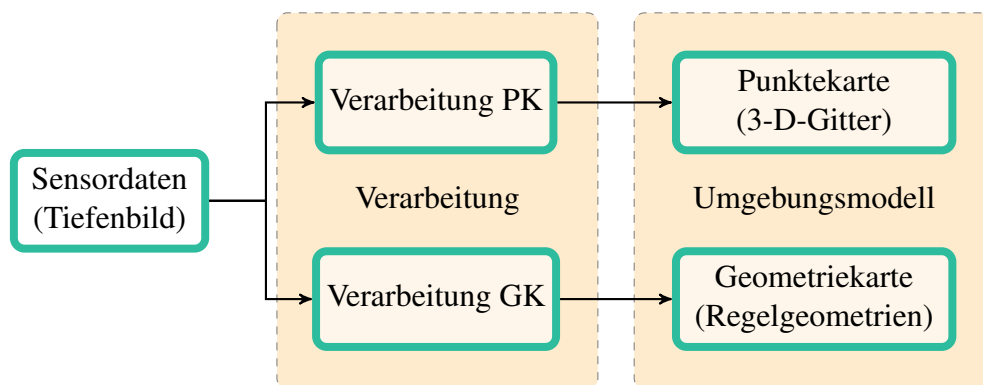 Sensordaten
(Tiefenbild)
Verarbeitung PK
Verarbeitung
Verarbeitung GK
Punktekarte
(3-D-Gitter)
Umgebungsmodell
Geometriekarte
(Regelgeometrien)